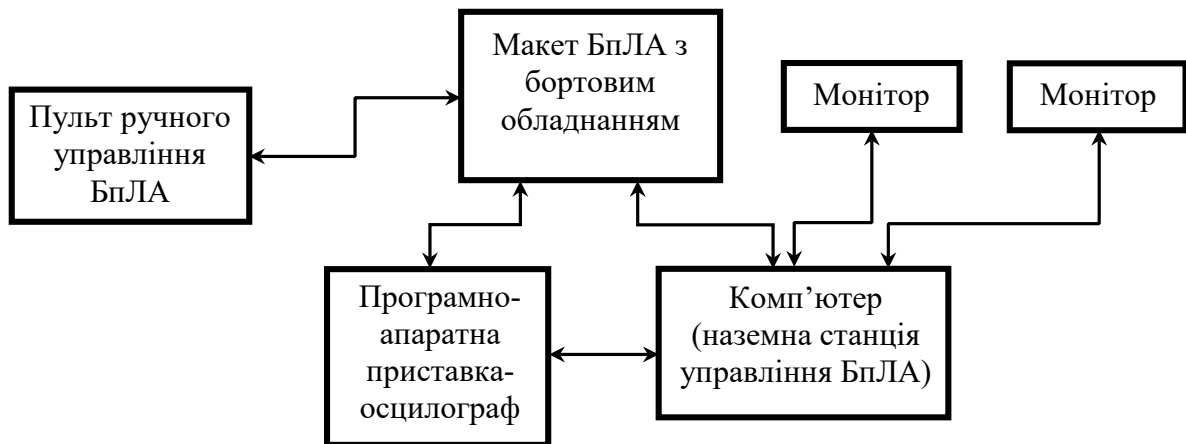 Макет БпЛА з
бортовим
обладнанням
Монітор
Монітор
Пульт ручного
управління
БпЛА
Програмно-
апаратна
приставка-
осцилограф
Комп’ютер
(наземна станція
управління БпЛА)